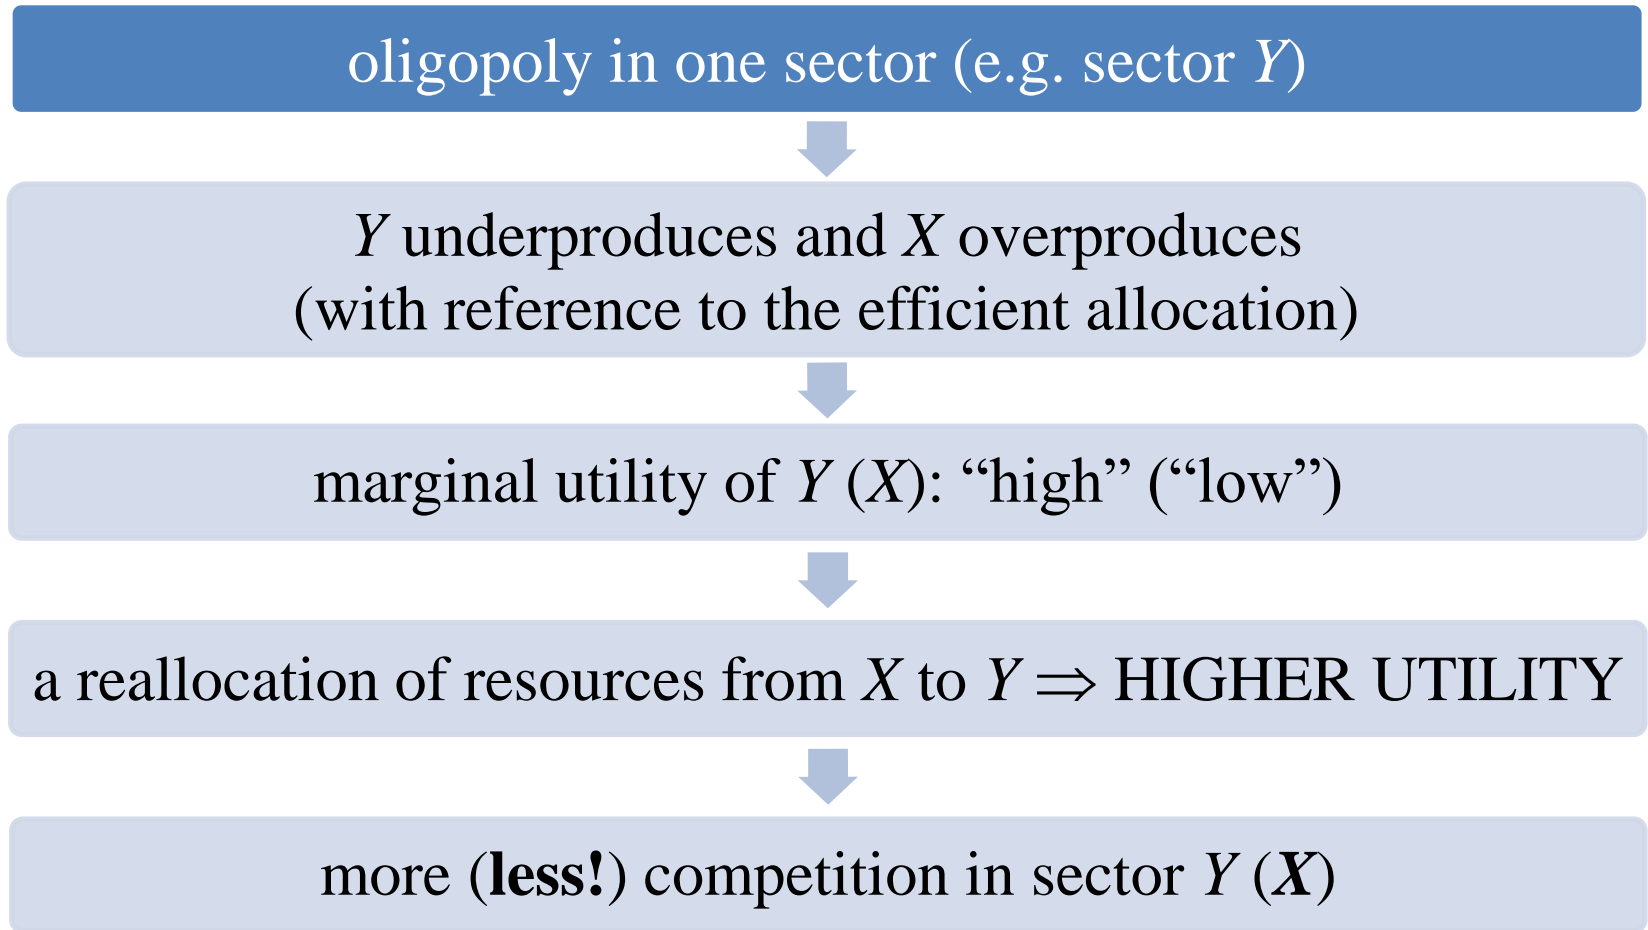 oligopoly in one sector (e.g. sector Y)
Y underproduces and X overproduces
(with reference to the efficient allocation)
marginal utility of Y (X): “high” (“low”)
a reallocation of resources from X to Y ⇒ HIGHER UTILITY
more (less!) competition in sector Y (X)